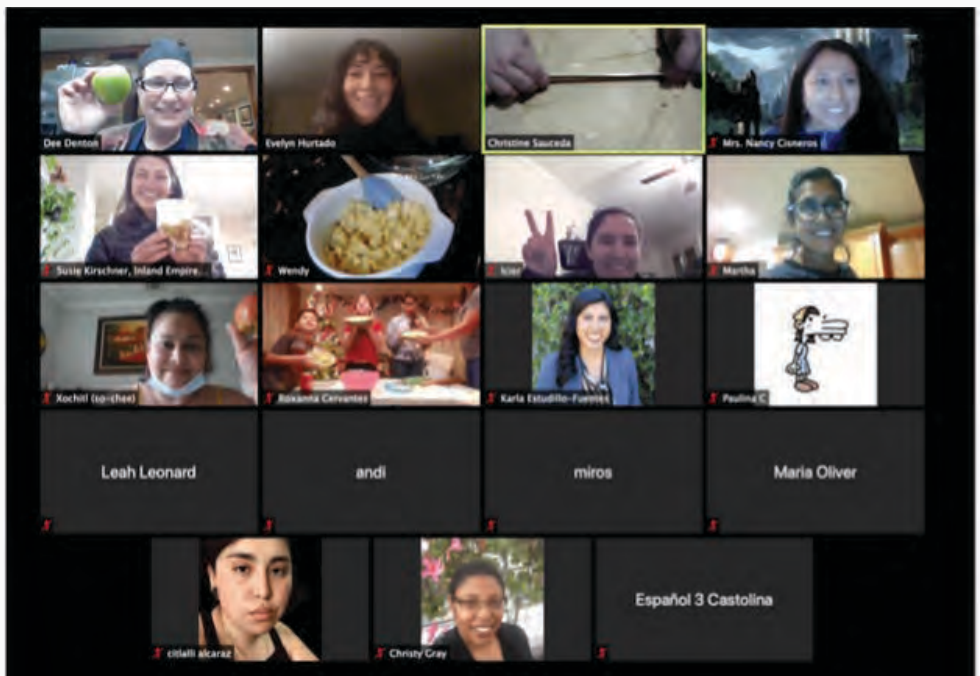 Dee Denton
Evelyn Hurtado
Christine Sauceda
Mrs. Nancy Cisneros
Susie Kirschner, Inland Empire...
Wendy
Icier
Martha
Xochitl (so-chee)
Roxanna Cervantes
Karla Estudillo-Fuentes
Paulina C
Leah Leonard
andi
miros
Maria Oliver
citlalli alcaraz
Christy Gray
Español 3 Castolina